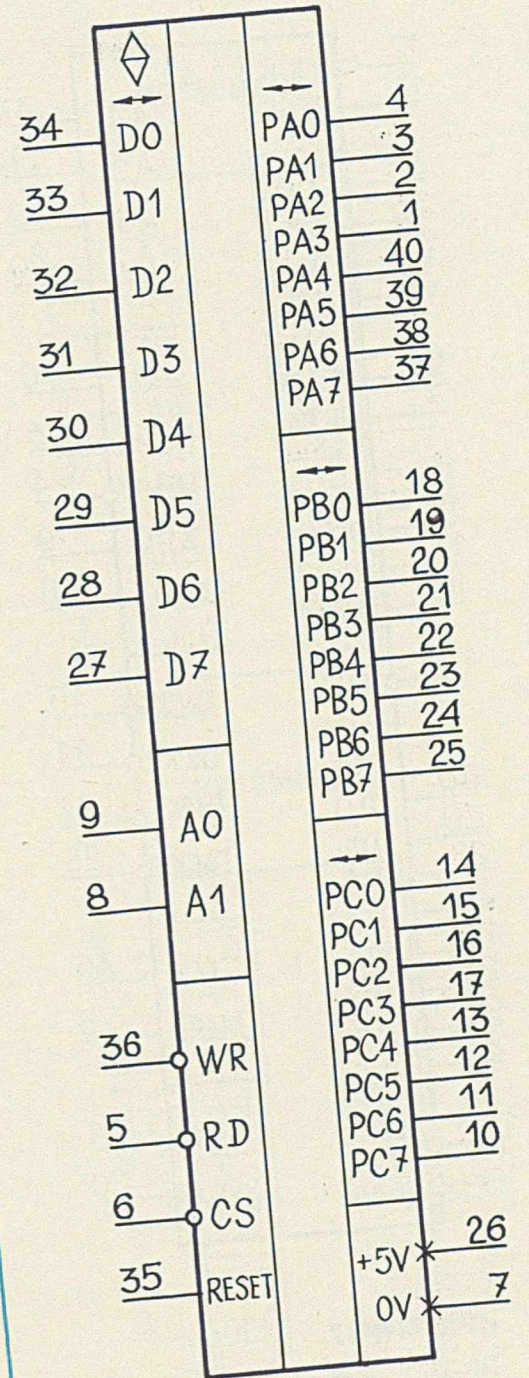 34 D0
33 D1
32 D2
31 D3
30 D4
29 D5
28 D6
27 D7
9 A0
8 A1
36 WR
5 RD
6 CS
35 RESET
PA0 4
PA1 3
PA2 2
PA3 1
PA4 40
PA5 39
PA6 38
PA7 37
PB0 18
PB1 19
PB2 20
PB3 21
PB4 22
PB5 23
PB6 24
PB7 25
PC0 14
PC1 15
PC2 16
PC3 17
PC4 13
PC5 12
PC6 11
PC7 10
+5V 26
0V 7